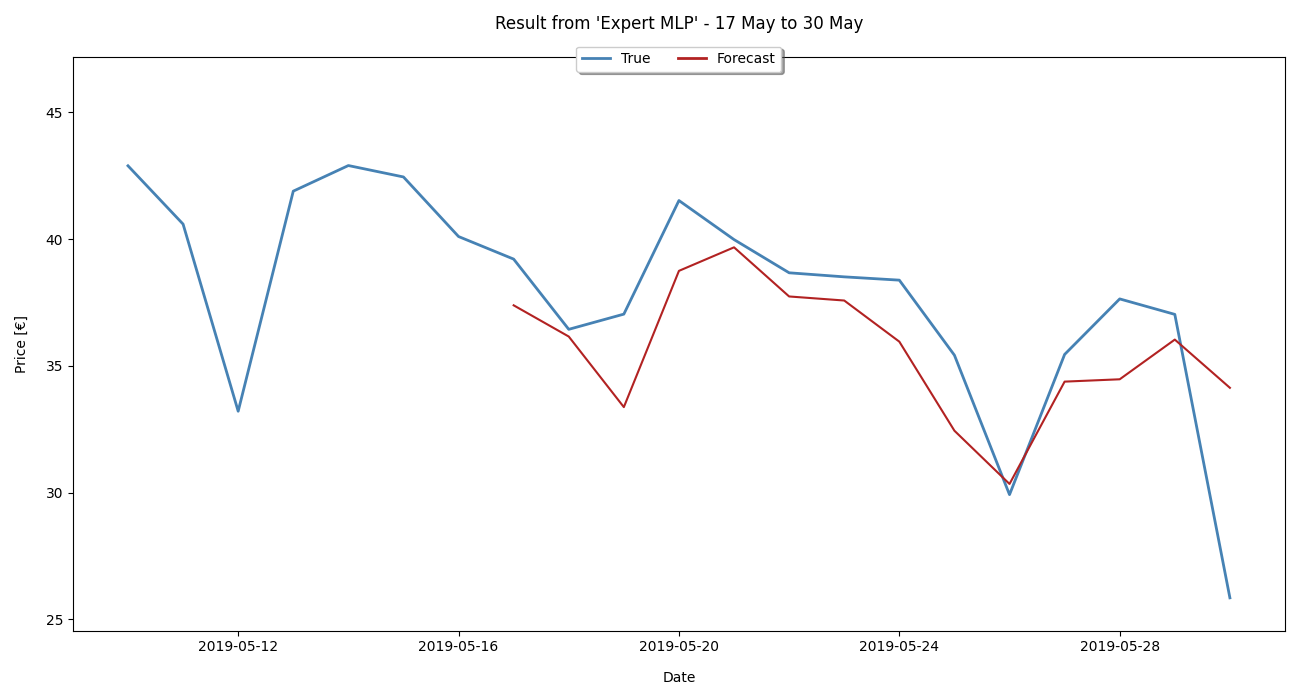 Result from 'Expert MLP' - 17 May to 30 May
True Forecast
45
40
35
30
25
Price [€]
2019-05-12 2019-05-16 2019-05-20 2019-05-24 2019-05-28
Date